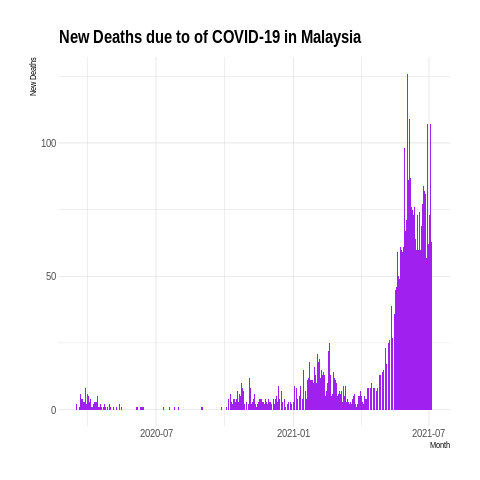 New Deaths due to of COVID-19 in Malaysia
New Deaths
100
50
0
2020-07
2021-01
2021-07
Month